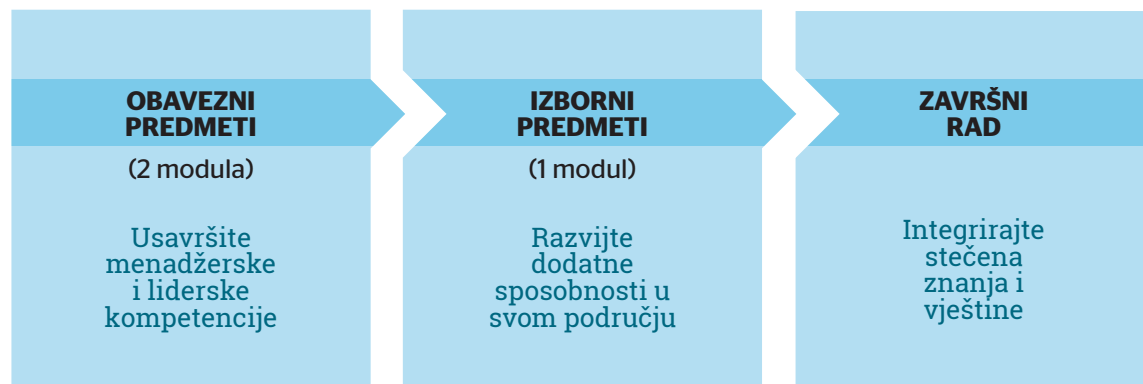 OBAVEZNI
PREDMETI
(2 modula)
Usavršite
menadžerske
i liderske
kompetencije
IZBORNI
PREDMETI
(1 modul)
Razvijte
dodatne
sposobnosti u
svom području
ZAVRŠNI
RAD
Integrirajte
stečena
znanja i
vještine